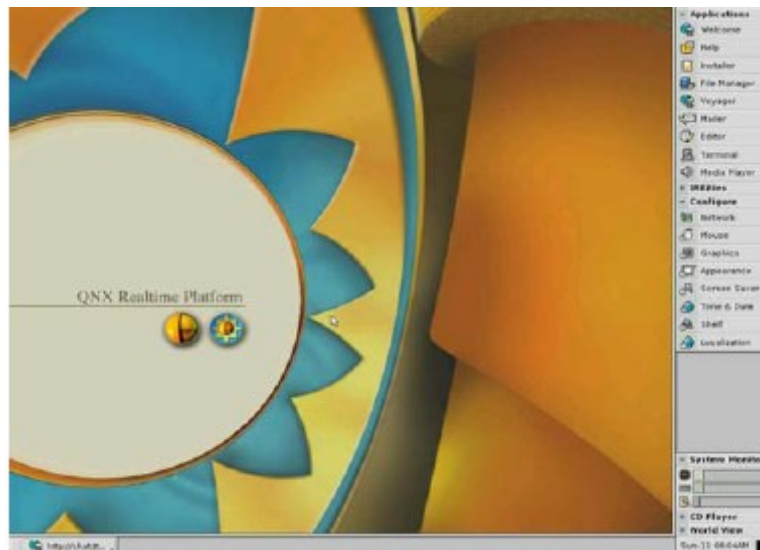 Applications
Welcome
Help
Installer
File Manager
Voyager
Mailer
Editor
Terminal
Media Player
Utilities
Configure
Network
Mouse
Graphics
Appearance
Screen Saver
Time & Date
Shelf
Localization
QNX Realtime Platform
System Monitor
CD Player
World View